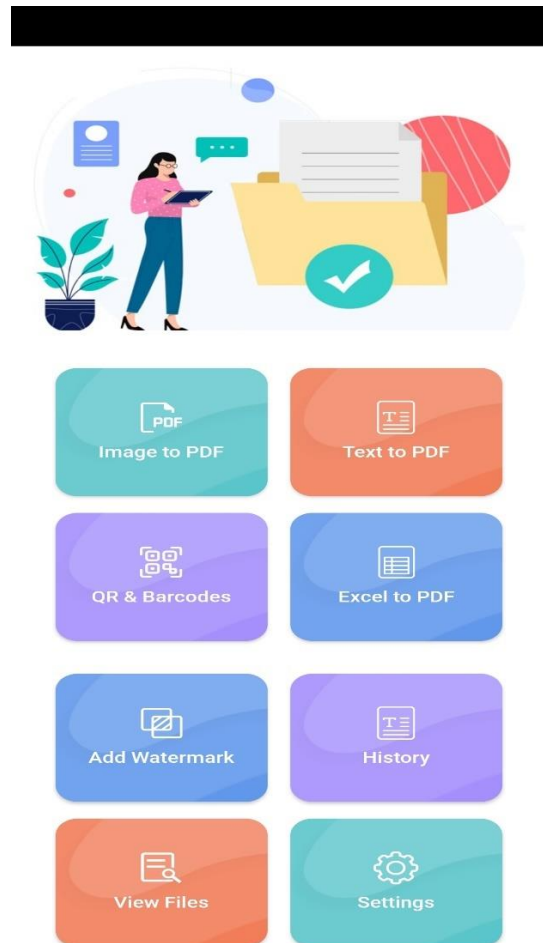 PDF
Image to PDF
T
Text to PDF
QR & Barcodes
Excel to PDF
Add Watermark
T
History
View Files
Settings